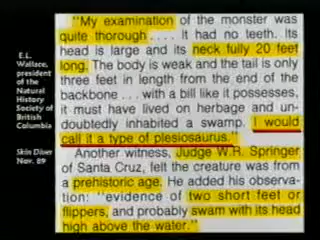 "My examination of the monster was
quite thorough .... It had no teeth. Its
head is large and its neck fully 20 feet
long. The body is weak and the tail is only
three feet in length from the end of the
backbone ... with a bill like it possesses,
it must have lived on herbage and un-
doubtedly inhabited a swamp. I would
call it a type of plesiosaurus."
Another witness, Judge W.R. Springer
of Santa Cruz, felt the creature was from
a prehistoric age. He added his observa-
tion: "evidence of two short feet or
flippers, and probably swam with its head
high above the water."
E.L.
Wallace,
president
of the
Natural
History
Society of
British
Columbia
Skin Diver
Nov. 89